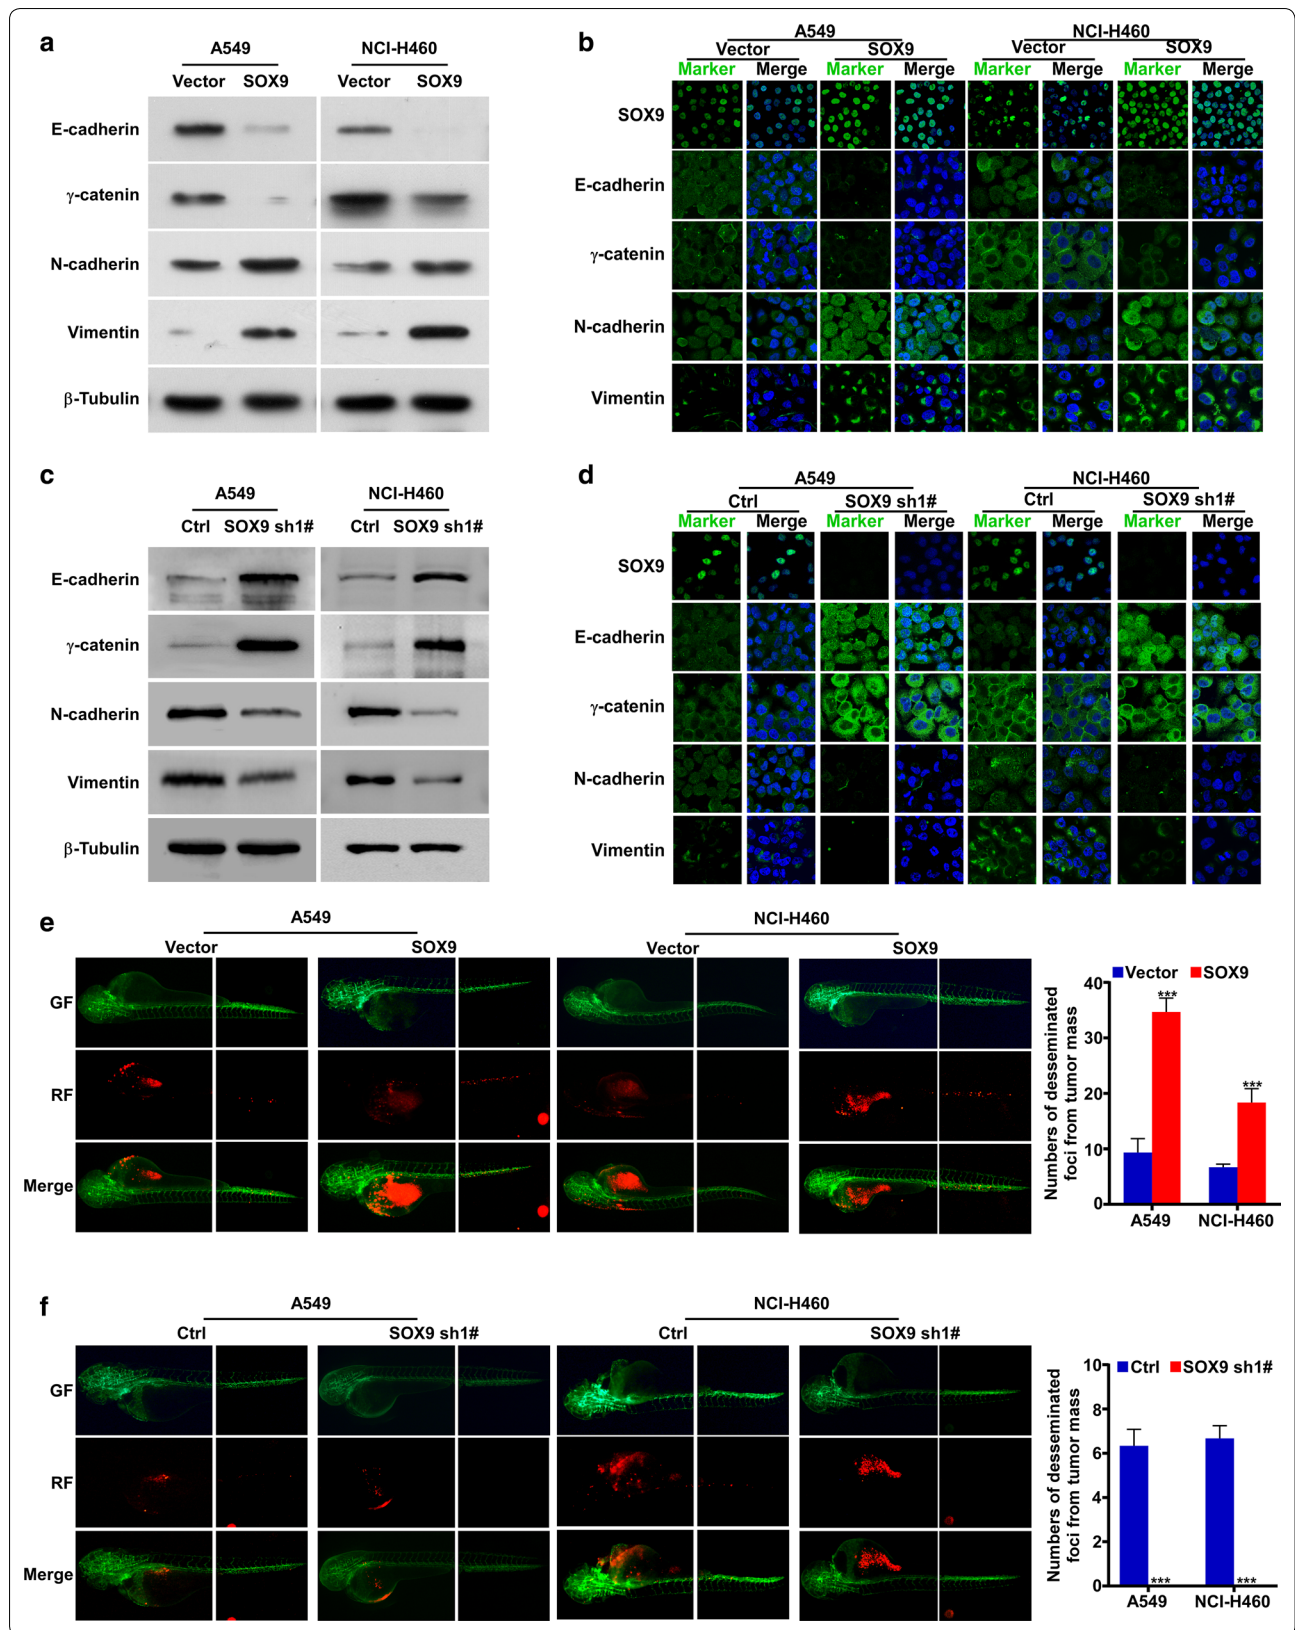 a
A549 NCI-H460
Vector SOX9 Vector SOX9
E-cadherin
γ-catenin
N-cadherin
Vimentin
β-Tubulin
b
A549 NCI-H460
Vector SOX9 Vector SOX9
Marker Merge Marker Merge Marker Merge Marker Merge
SOX9
E-cadherin
γ-catenin
N-cadherin
Vimentin
c
A549 NCI-H460
Ctrl SOX9 sh1# Ctrl SOX9 sh1#
E-cadherin
γ-catenin
N-cadherin
Vimentin
β-Tubulin
d
A549 NCI-H460
Ctrl SOX9 sh1# Ctrl SOX9 sh1#
Marker Merge Marker Merge Marker Merge Marker Merge
SOX9
E-cadherin
γ-catenin
N-cadherin
Vimentin
e
A549 NCI-H460
Vector SOX9 Vector SOX9
GF
RF
Merge
Vector SOX9
Numbers of desseminated
foci from tumor mass
40
30
20
10
0
***
***
A549 NCI-H460
f
A549 NCI-H460
Ctrl SOX9 sh1# Ctrl SOX9 sh1#
GF
RF
Merge
Ctrl SOX9 sh1#
Numbers of desseminated
foci from tumor mass
10
8
6
4
2
0
*** ***
A549 NCI-H460